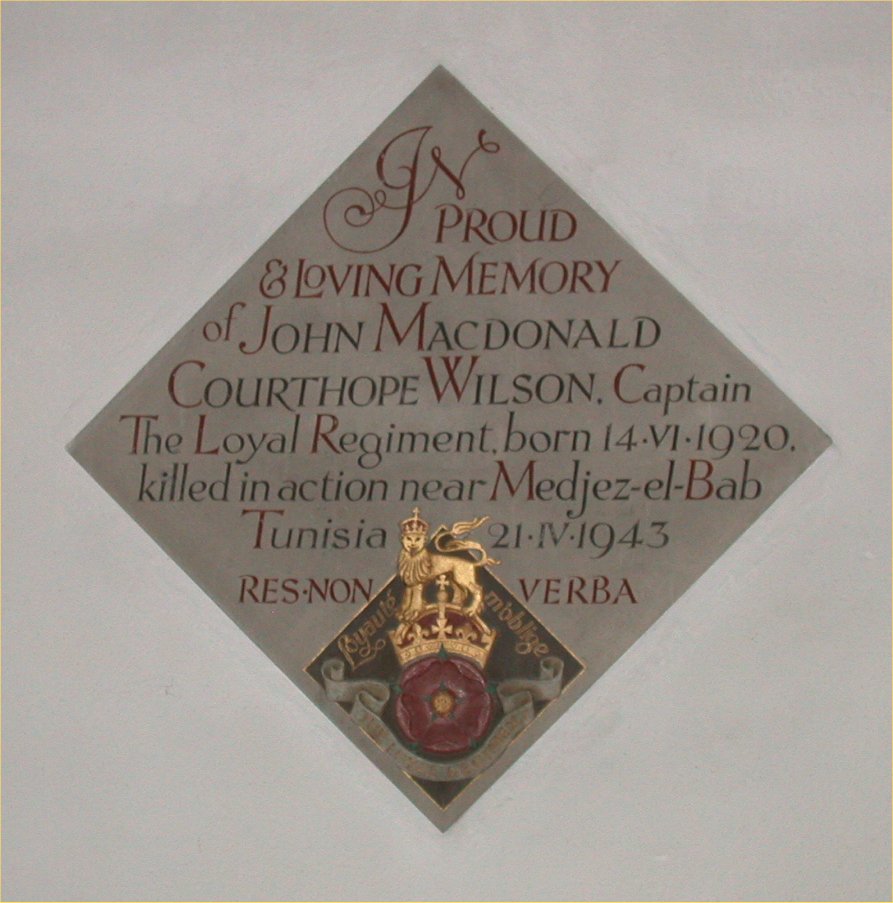 In
PROUD
& LOVING MEMORY
of JOHN MACDONALD
COURTHOPE WILSON, Captain
The Loyal Regiment, born 14·VI·1920,
killed in action near Medjez-el-Bab
Tunisia 21·IV·1943
RES·NON VERBA
Loyauté m'oblige